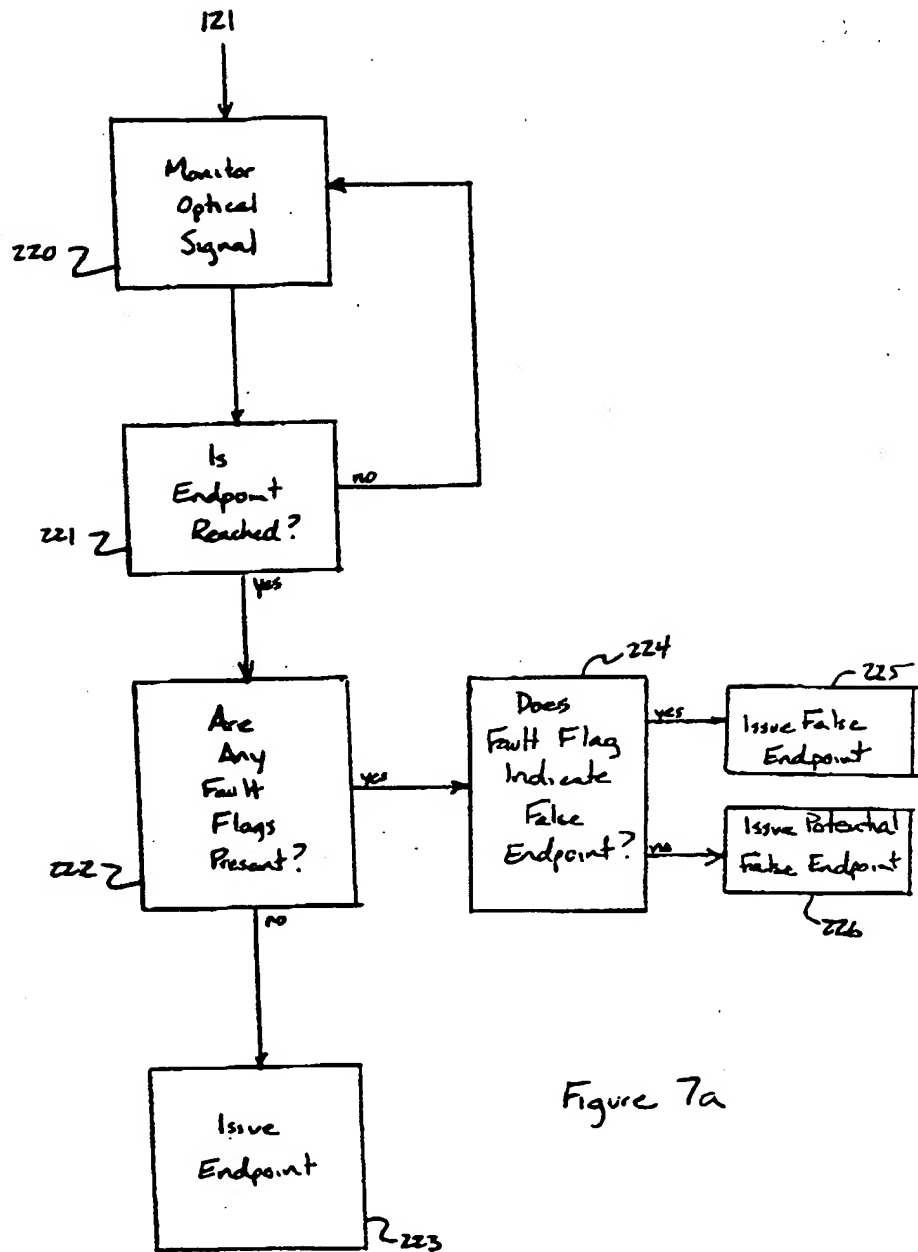 121
Monitor
Optical
Signal
220
Is
Endpoint
Reached?
no
221
yes
Are
Any
Fault
Flags
Present?
yes
222
no
224
Does
Fault Flag
Indicate
False
Endpoint?
yes
no
225
Issue False
Endpoint
Issue Potential
False Endpoint
226
Issue
Endpoint
223
Figure 7a